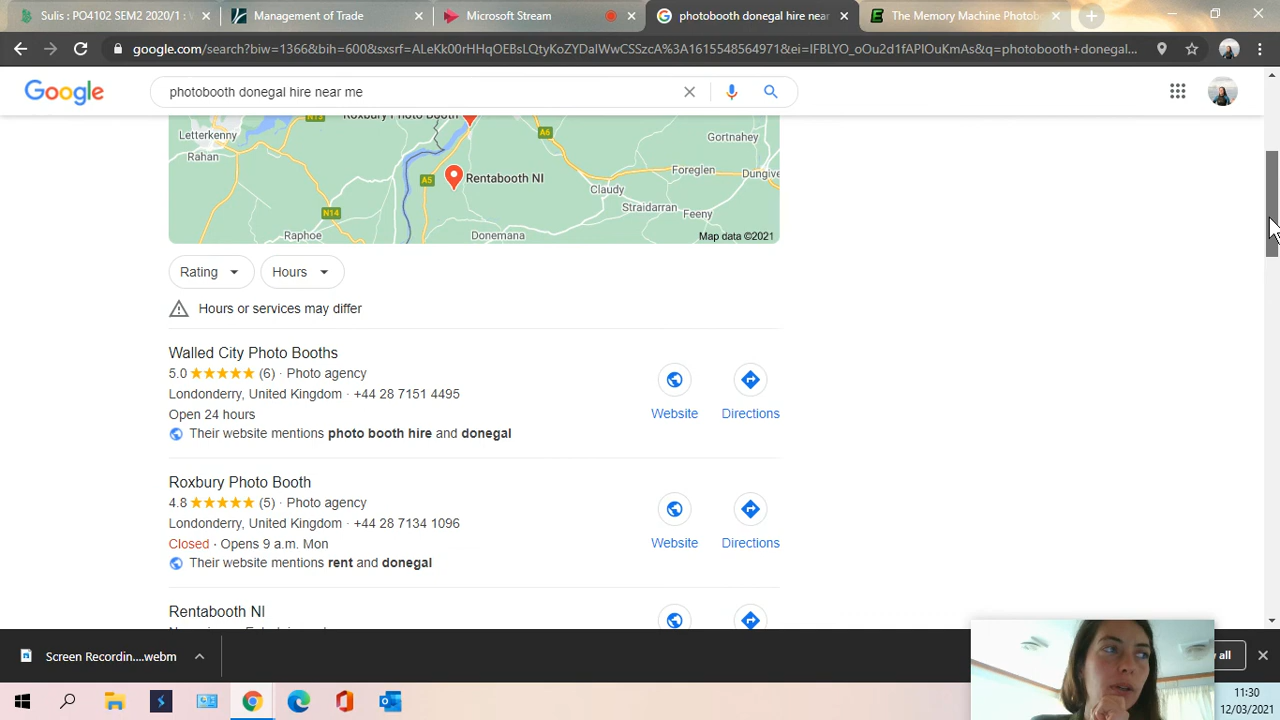 Sulis : PO4102 SEM2 2020/1 :
Management of Trade
Microsoft Stream
photobooth donegal hire near
The Memory Machine Photob
google.com/search?biw=1366&bih=600&sxsrf=ALeKk00rHHqOEBsLQtyKoZYDalWwCSSzcA%3A1615548564971&ei=IFBLYO_oOu2d1fAPlOuKmAs&q=photobooth+donegal...
Google
photobooth donegal hire near me
Roxbury Photo Booth
N13
A6
Letterkenny
Gortnahey
Rahan
Foreglen
Dungive
Rentabooth NI
A5
Claudy
Straidarran
Feeny
N14
Raphoe
Donemana
Map data ©2021
Rating
Hours
Hours or services may differ
Walled City Photo Booths
5.0 ★★★★★ (6) · Photo agency
Londonderry, United Kingdom · +44 28 7151 4495
Open 24 hours
Their website mentions photo booth hire and donegal
Website
Directions
Roxbury Photo Booth
4.8 ★★★★★ (5) · Photo agency
Londonderry, United Kingdom · +44 28 7134 1096
Closed · Opens 9 a.m. Mon
Their website mentions rent and donegal
Website
Directions
Rentabooth NI
Screen Recordin....webm
all
11:30
12/03/2021